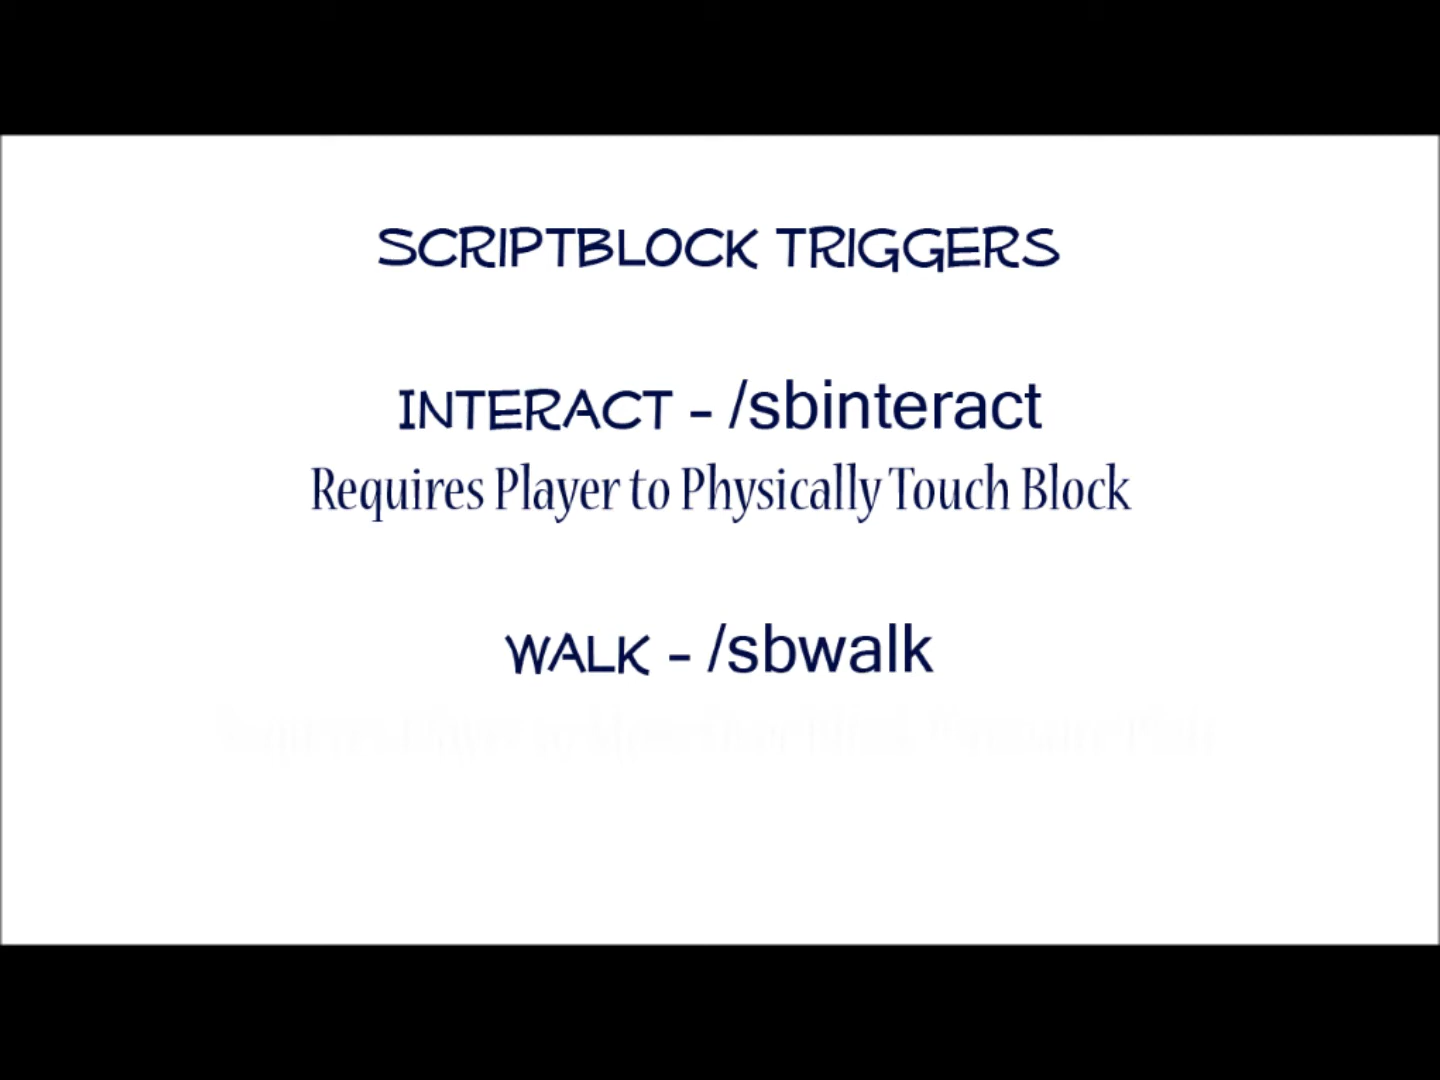 SCRIPTBLOCK TRIGGERS
INTERACT - /sbinteract
Requires Player to Physically Touch Block
WALK - /sbwalk